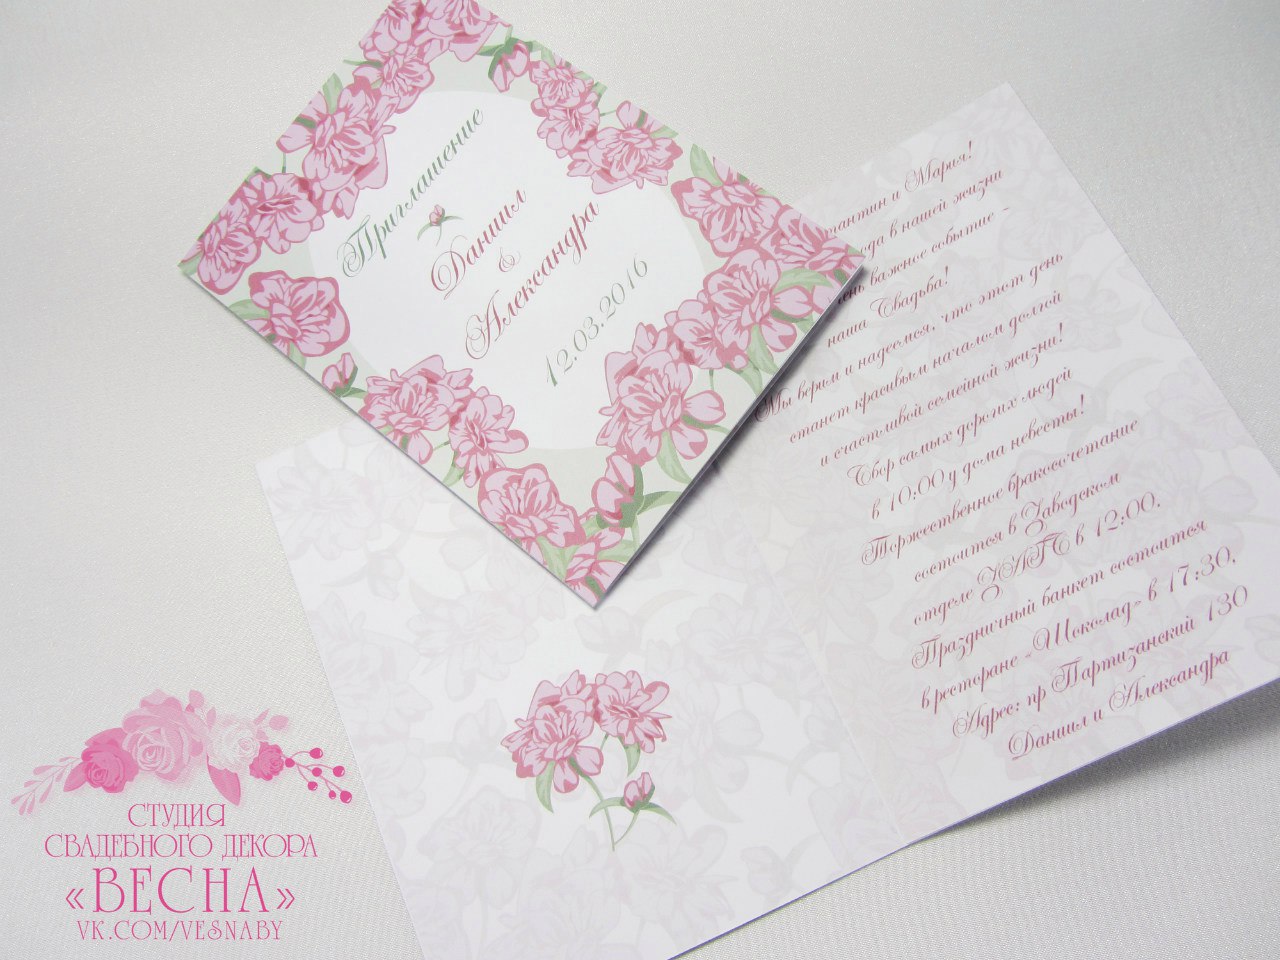 Приглашение
Даниил
&
Александра
12.03.2016
и Мария!
в нашей жизни
важное событие -
наша Свадьба!
Мы верим и надеемся, что этот день
станет красивым началом долгой
и счастливой семейной жизни!
Сбор самых дорогих людей
в 10:00 у дома невесты!
Торжественное бракосочетание
состоится в Заводском
отделе ЗАГС в 12:00.
Праздничный банкет состоится
в ресторане «Шоколад» в 17:30.
Адрес: пр Партизанский 130
Даниил и Александра
СТУДИЯ
СВАДЕБНОГО ДЕКОРА
«ВЕСНА»
VK.COM/VESNABY